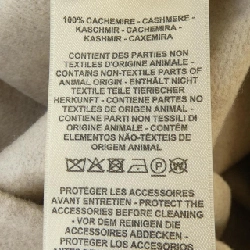 100% CACHEMIRE - CASHMERE -
KASCHMIR - CACHEMIRA -
KASHMIR - CAXEMIRA
CONTIENT DES PARTIES NON
TEXTILES D'ORIGINE ANIMALE -
CONTAINS NON-TEXTILE PARTS OF
ANIMAL ORIGIN - ENTHÄLT NICHT
TEXTILE TEILE TIERISCHER
HERKUNFT - CONTIENE PARTES NO
TEXTILES DE ORIGEN ANIMAL -
CONTIENE PARTI NON TESSILI DI
ORIGINE ANIMALE - CONTÉM
ELEMENTOS NÃO-TÊXTEIS DE
ORIGEM ANIMAL
PROTÉGER LES ACCESSOIRES
AVANT ENTRETIEN - PROTECT THE
ACCESSORIES BEFORE CLEANING
- VOR DEM REINIGEN DIE
ACCESSOIRES ABDECKEN -